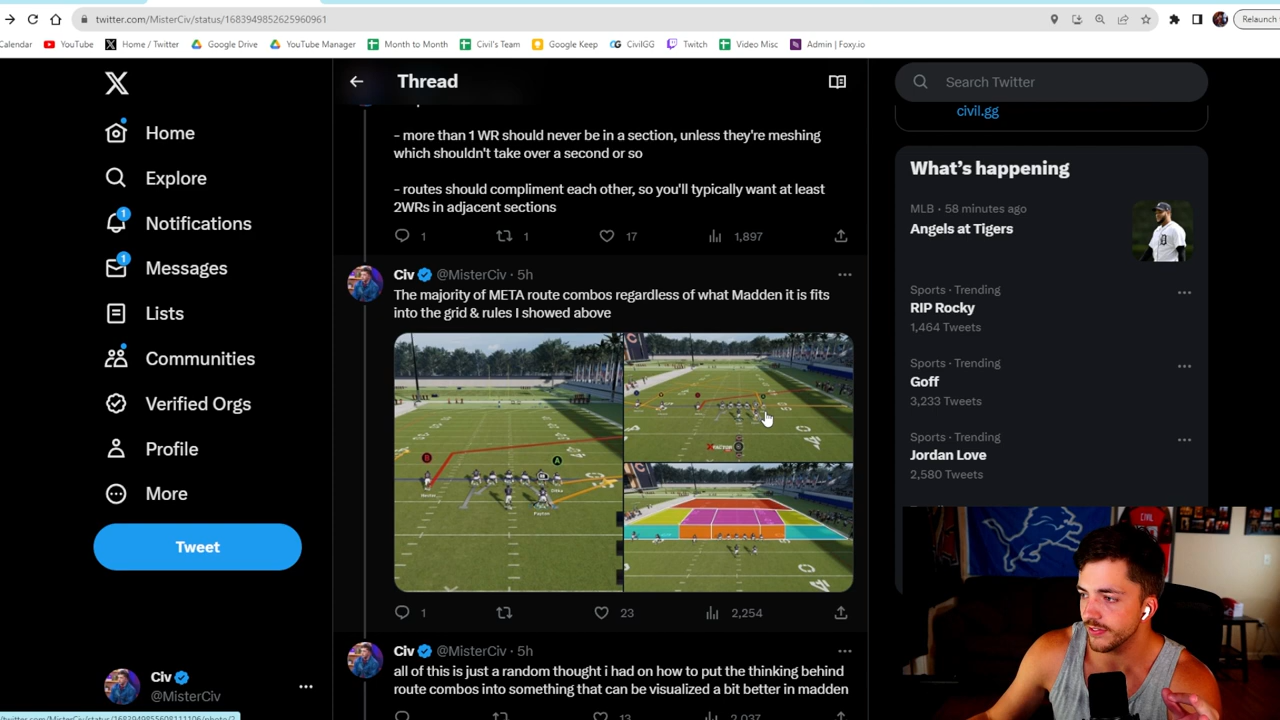 twitter.com/MisterCiv/status/1683949852625960961
Relaunch
Calendar
YouTube
Home / Twitter
Google Drive
YouTube Manager
Month to Month
Civil's Team
Google Keep
CivilGG
Twitch
Video Misc
Admin | Foxy.io
Home
Explore
1
Notifications
1
Messages
Lists
Communities
Verified Orgs
Profile
More
Tweet
Civ
@MisterCiv
Thread
- more than 1 WR should never be in a section, unless they're meshing
which shouldn't take over a second or so
- routes should compliment each other, so you'll typically want at least
2WRs in adjacent sections
1
1
17
1,897
Civ @MisterCiv · 5h
The majority of META route combos regardless of what Madden it is fits
into the grid & rules I showed above
B
A
Payton
1
23
2,254
Civ @MisterCiv · 5h
all of this is just a random thought i had on how to put the thinking behind
route combos into something that can be visualized a bit better in madden
13
2,037
Search Twitter
civil.gg
What's happening
MLB · 58 minutes ago
Angels at Tigers
Sports · Trending
RIP Rocky
1,464 Tweets
Sports · Trending
Goff
3,233 Tweets
Sports · Trending
Jordan Love
2,580 Tweets
CIVIL